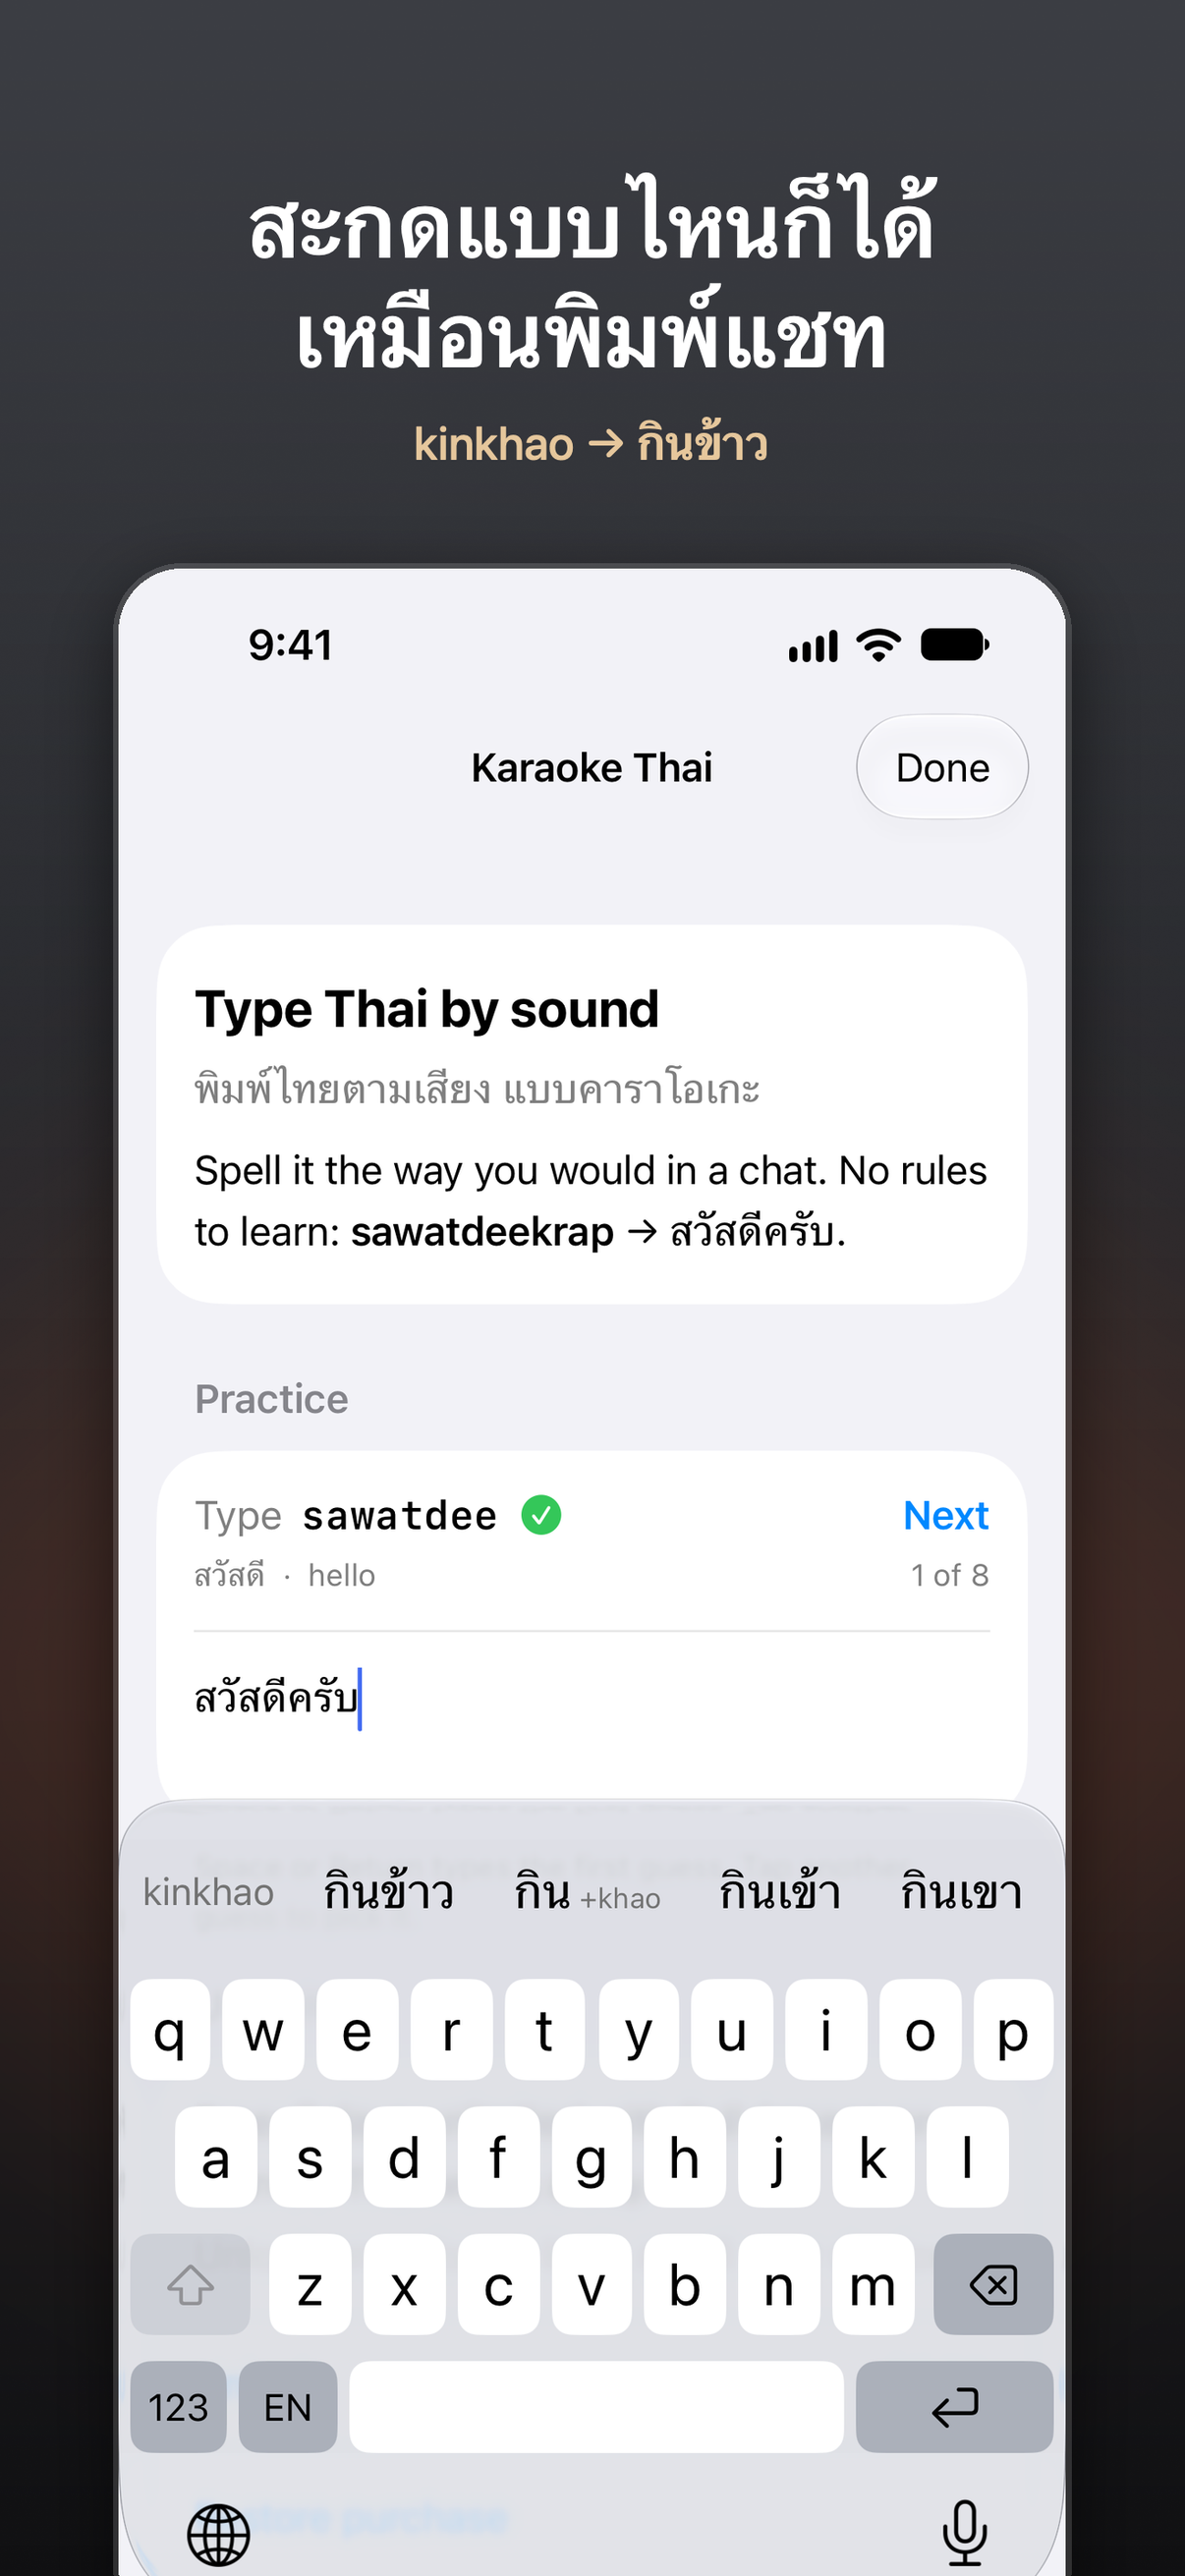 สะกดแบบไหนก็ได้
เหมือนพิมพ์แชท
kinkhao → กินข้าว
9:41
Karaoke Thai
Done
Type Thai by sound
พิมพ์ไทยตามเสียง แบบคาราโอเกะ
Spell it the way you would in a chat. No rules
to learn: sawatdeekrap → สวัสดีครับ.
Practice
Type sawatdee
Next
สวัสดี · hello
1 of 8
สวัสดีครับ
kinkhao กินข้าว กิน +khao กินเข้า กินเขา
q w e r t y u i o p
a s d f g h j k l
z x c v b n m
123 EN